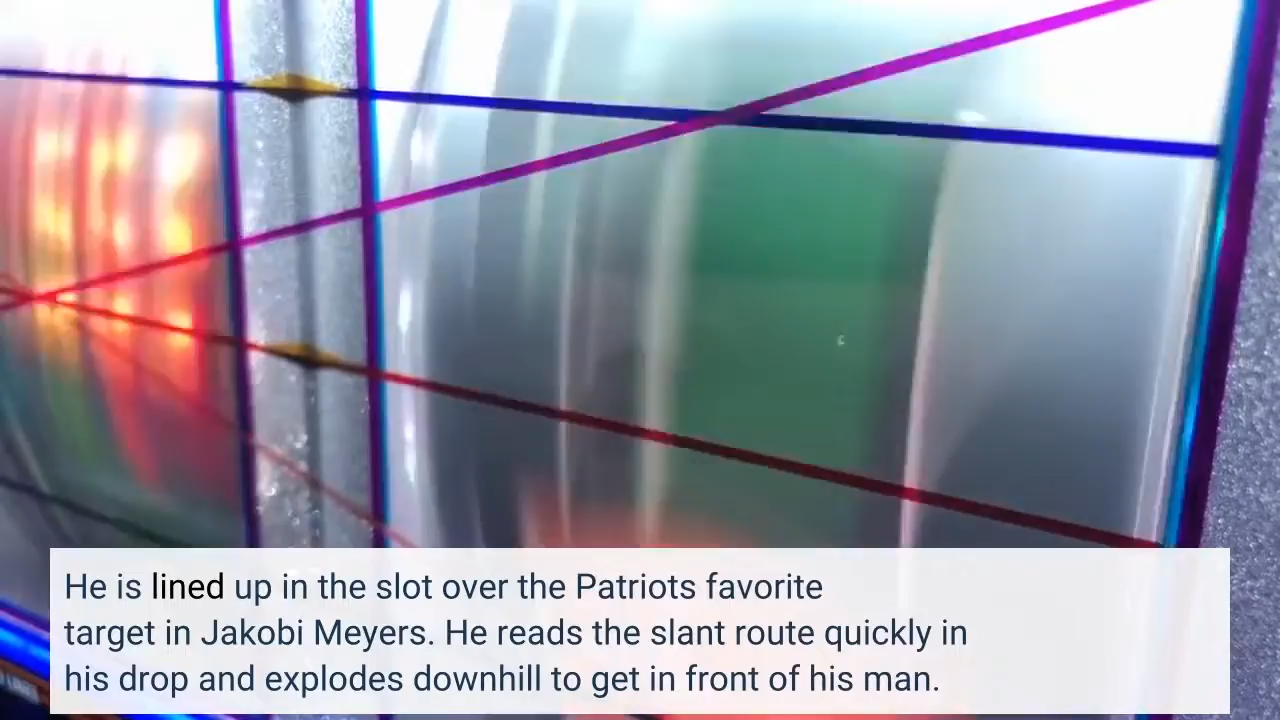 He is lined up in the slot over the Patriots favorite
target in Jakobi Meyers. He reads the slant route quickly in
his drop and explodes downhill to get in front of his man.